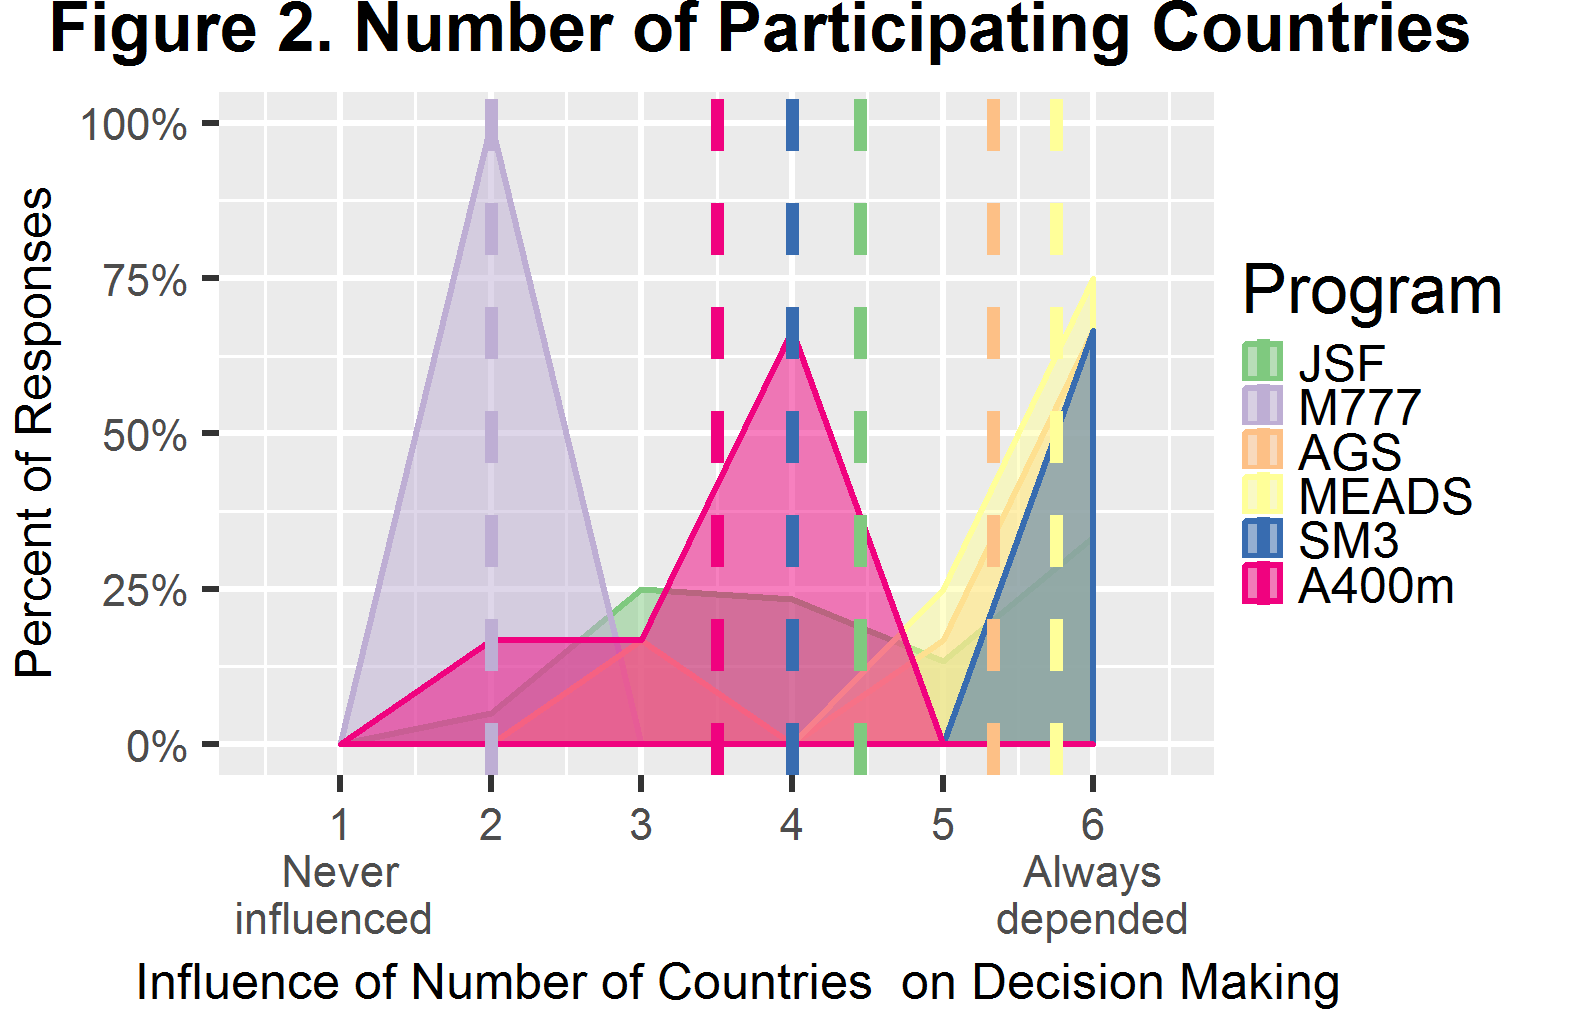 Figure 2. Number of Participating Countries
Percent of Responses
100%
75%
50%
25%
0%
1 2 3 4 5 6
Never Always
influenced depended
Influence of Number of Countries  on Decision Making
Program
JSF
M777
AGS
MEADS
SM3
A400m